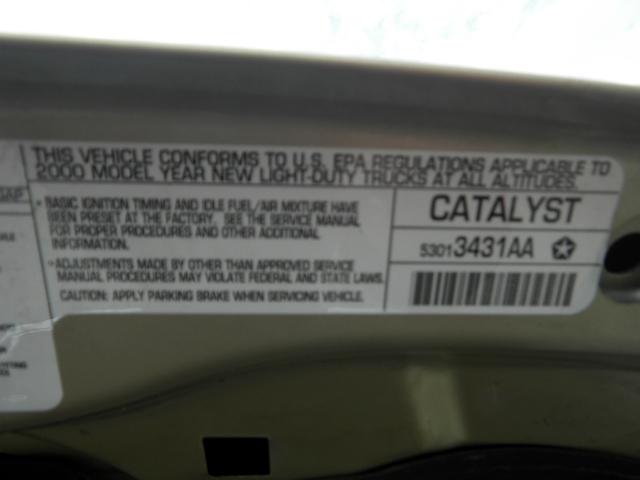 THIS VEHICLE CONFORMS TO U.S. EPA REGULATIONS APPLICABLE TO
2000 MODEL YEAR NEW LIGHT-DUTY TRUCKS AT ALL ALTITUDES.
• BASIC IGNITION TIMING AND IDLE FUEL/AIR MIXTURE HAVE
BEEN PRESET AT THE FACTORY. SEE THE SERVICE MANUAL
FOR PROPER PROCEDURES AND OTHER ADDITIONAL
INFORMATION.
• ADJUSTMENTS MADE BY OTHER THAN APPROVED SERVICE
MANUAL PROCEDURES MAY VIOLATE FEDERAL AND STATE LAWS.
CAUTION: APPLY PARKING BRAKE WHEN SERVICING VEHICLE.
CATALYST
53013431AA